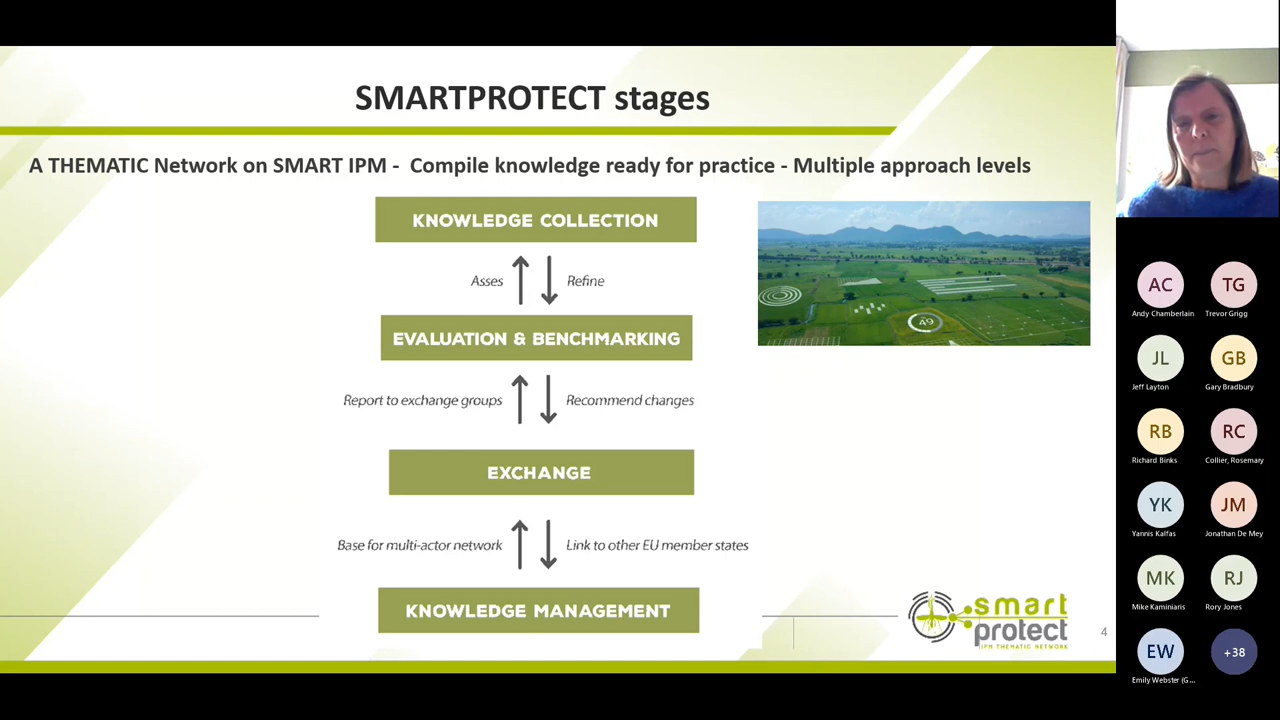 SMARTPROTECT stages
A THEMATIC Network on SMART IPM - Compile knowledge ready for practice - Multiple approach levels
KNOWLEDGE COLLECTION
Asses
Refine
EVALUATION & BENCHMARKING
Report to exchange groups
Recommend changes
EXCHANGE
Base for multi-actor network
Link to other EU member states
KNOWLEDGE MANAGEMENT
smart
protect
IPM THEMATIC NETWORK
4
49
AC
TG
Andy Chamberlain
Trevor Grigg
JL
GB
Jeff Layton
Gary Bradbury
RB
RC
Richard Binks
Collier, Rosemary
YK
JM
Yannis Kalfas
Jonathan De Mey
MK
RJ
Mike Kaminiaris
Rory Jones
EW
+38
Emily Webster (G...